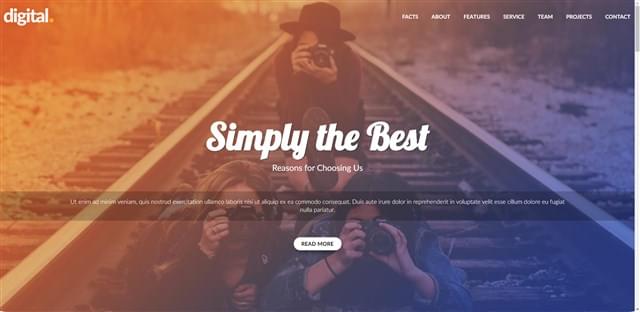 digital.
FACTS ABOUT FEATURES SERVICE TEAM PROJECTS CONTACT
Simply the Best
Reasons for Choosing Us
Ut enim ad minim veniam, quis nostrud exercitation ullamco laboris nisi ut aliquip ex ea commodo consequat. Duis aute irure dolor in reprehenderit in voluptate velit esse cillum dolore eu fugiat
nulla pariatur.
READ MORE